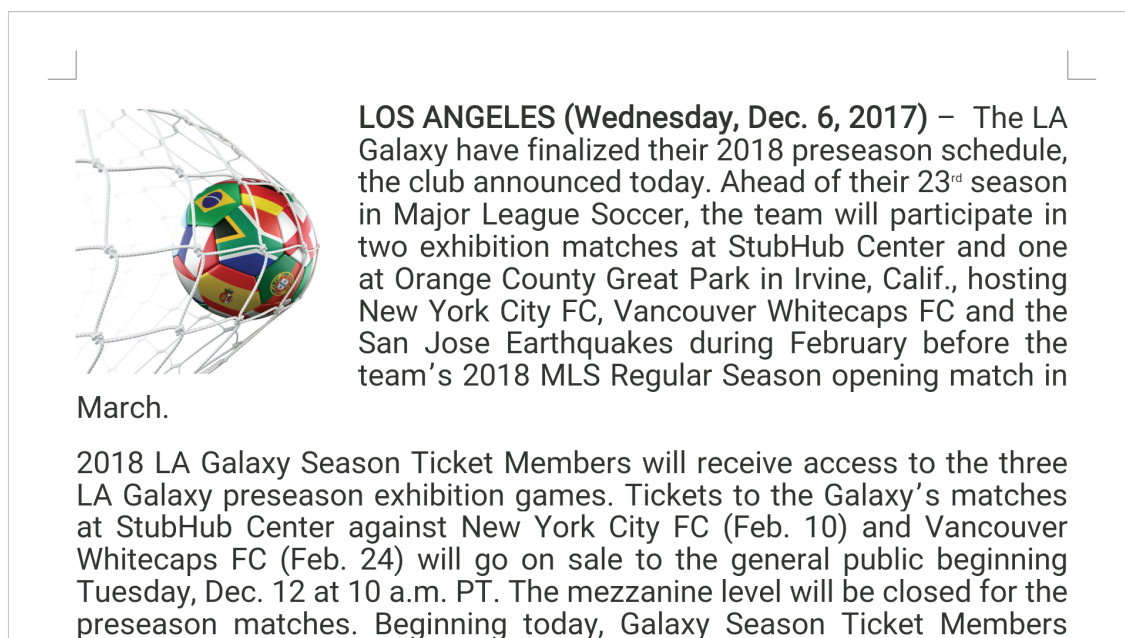 LOS ANGELES (Wednesday, Dec. 6, 2017) – The LA
Galaxy have finalized their 2018 preseason schedule,
the club announced today. Ahead of their 23rd season
in Major League Soccer, the team will participate in
two exhibition matches at StubHub Center and one
at Orange County Great Park in Irvine, Calif., hosting
New York City FC, Vancouver Whitecaps FC and the
San Jose Earthquakes during February before the
team’s 2018 MLS Regular Season opening match in
March.
2018 LA Galaxy Season Ticket Members will receive access to the three
LA Galaxy preseason exhibition games. Tickets to the Galaxy’s matches
at StubHub Center against New York City FC (Feb. 10) and Vancouver
Whitecaps FC (Feb. 24) will go on sale to the general public beginning
Tuesday, Dec. 12 at 10 a.m. PT. The mezzanine level will be closed for the
preseason matches. Beginning today, Galaxy Season Ticket Members